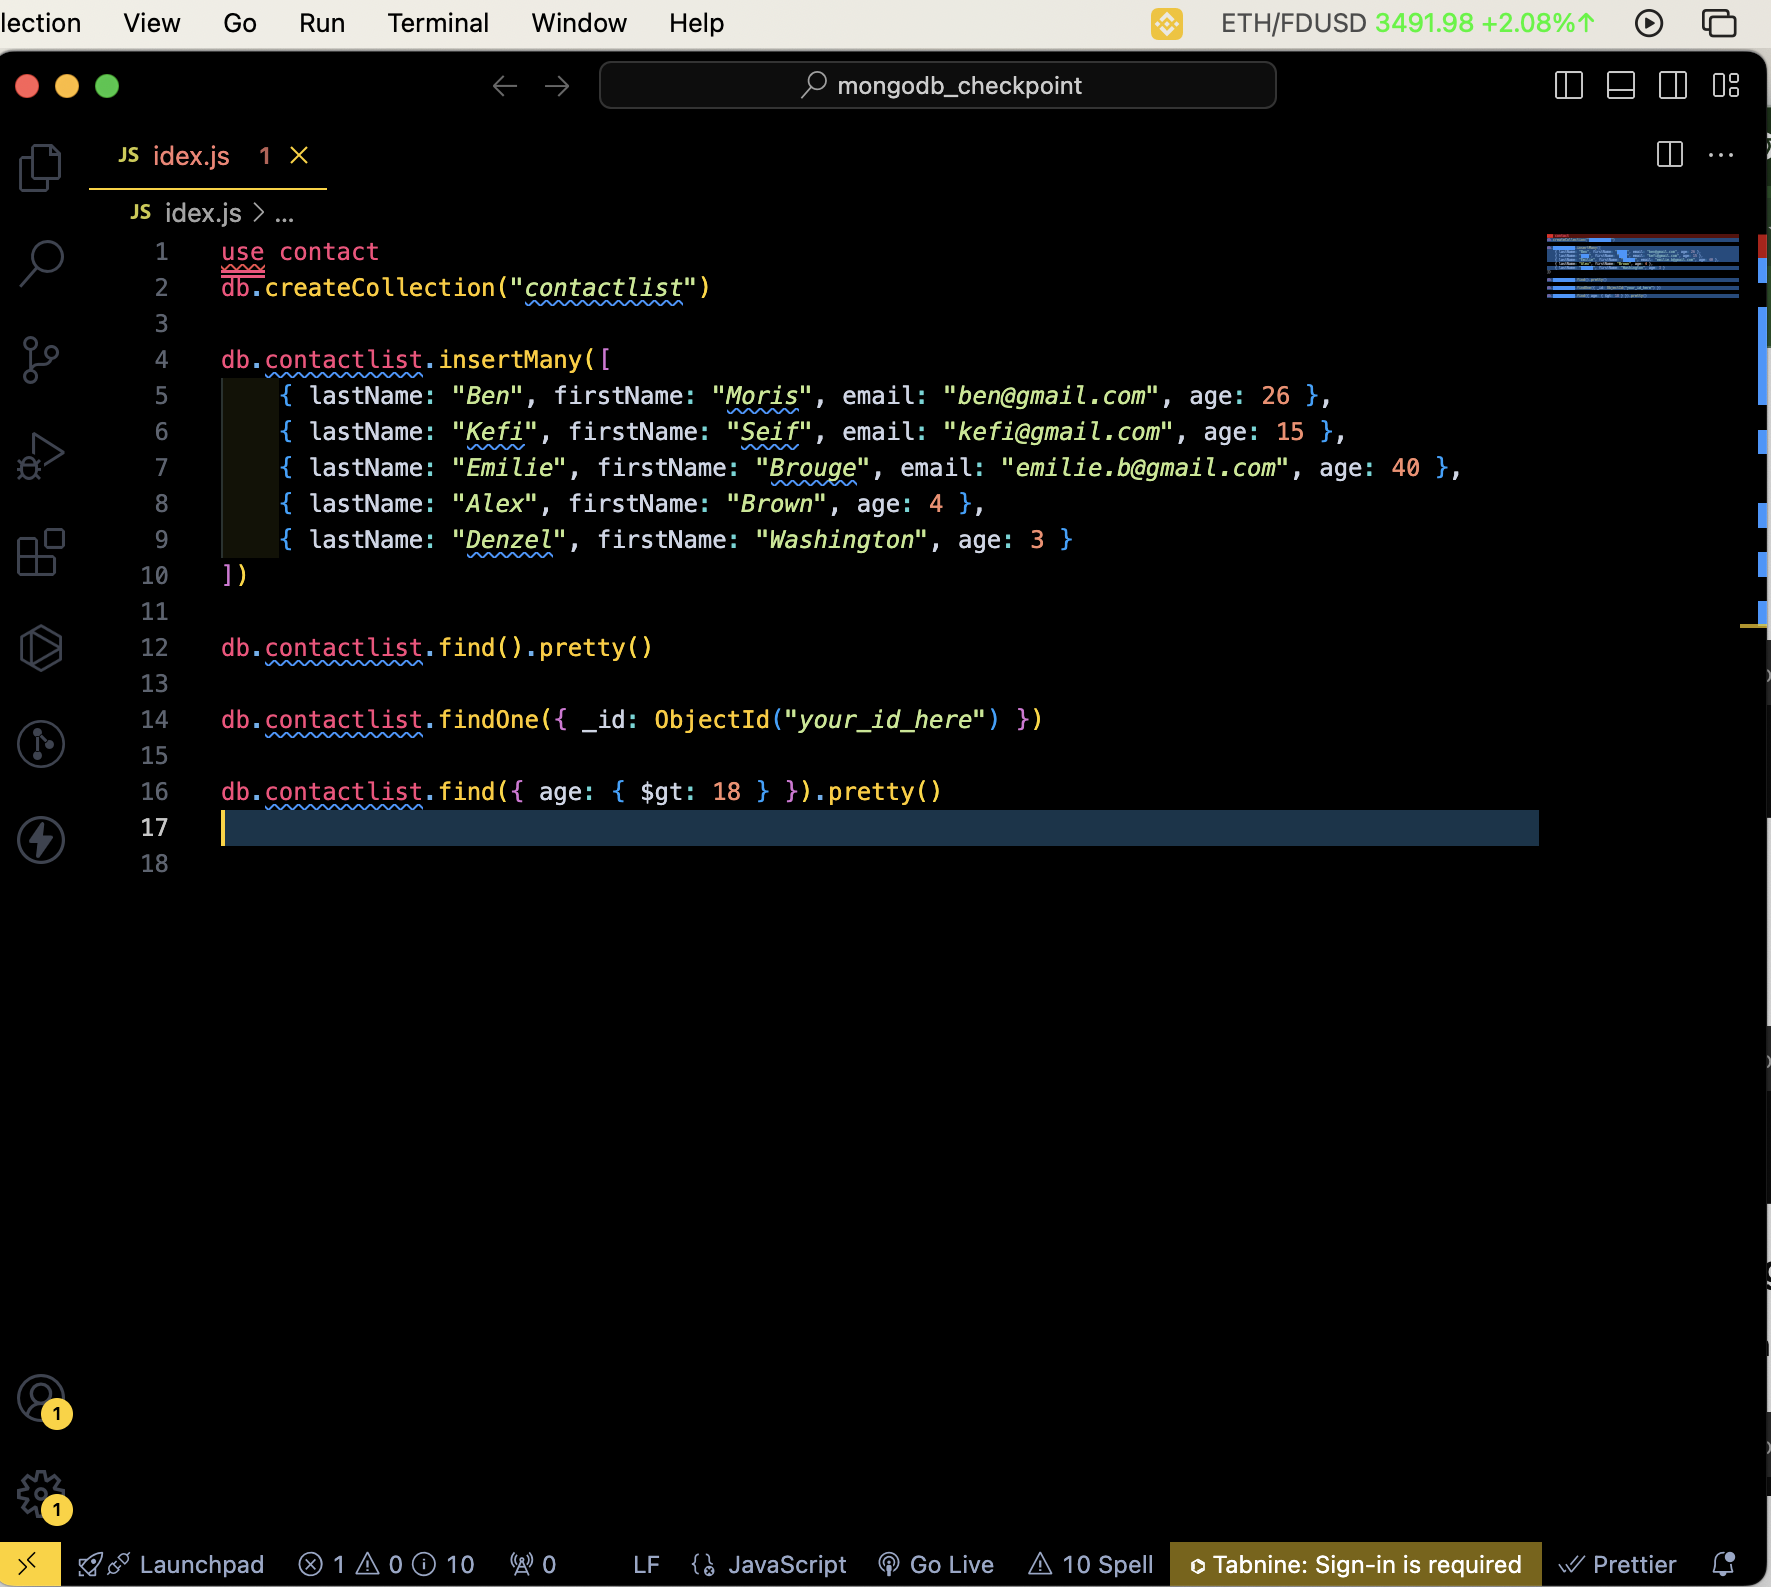 lection View Go Run Terminal Window Help ETH/FDUSD 3491.98 +2.08%↑
mongodb_checkpoint
JS idex.js 1
JS idex.js > ...
1 use contact
2 db.createCollection("contactlist")
3
4 db.contactlist.insertMany([
5 { lastName: "Ben", firstName: "Moris", email: "ben@gmail.com", age: 26 },
6 { lastName: "Kefi", firstName: "Seif", email: "kefi@gmail.com", age: 15 },
7 { lastName: "Emilie", firstName: "Brouge", email: "emilie.b@gmail.com", age: 40 },
8 { lastName: "Alex", firstName: "Brown", age: 4 },
9 { lastName: "Denzel", firstName: "Washington", age: 3 }
10 ])
11
12 db.contactlist.find().pretty()
13
14 db.contactlist.findOne({ _id: ObjectId("your_id_here") })
15
16 db.contactlist.find({ age: { $gt: 18 } }).pretty()
17
18
1
1
Launchpad 1 0 10 0 LF JavaScript Go Live 10 Spell Tabnine: Sign-in is required Prettier